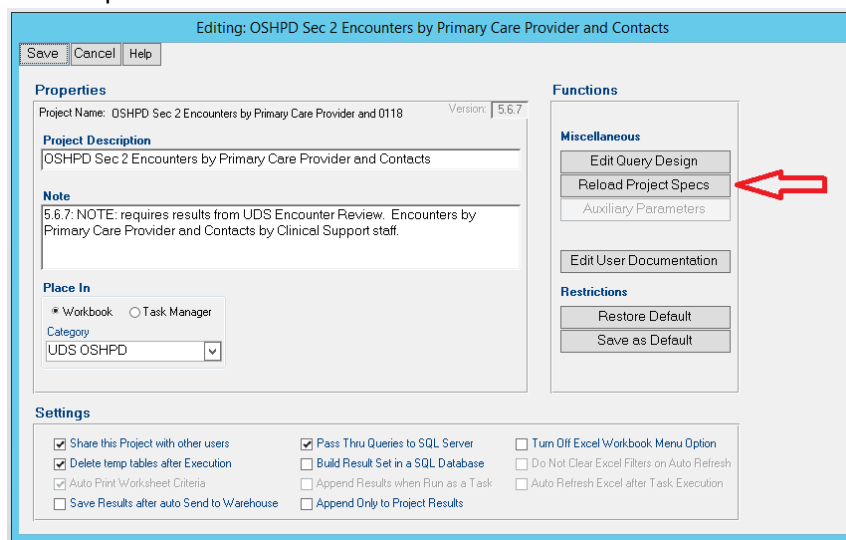 Editing: OSHPD Sec 2 Encounters by Primary Care Provider and Contacts
Save Cancel Help
Properties
Project Name: OSHPD Sec 2 Encounters by Primary Care Provider and 0118
Version: 5.6.7
Project Description
OSHPD Sec 2 Encounters by Primary Care Provider and Contacts
Note
5.6.7: NOTE: requires results from UDS Encounter Review. Encounters by
Primary Care Provider and Contacts by Clinical Support staff.
Place In
Workbook Task Manager
Category
UDS OSHPD
Functions
Miscellaneous
Edit Query Design
Reload Project Specs
Auxiliary Parameters
Edit User Documentation
Restrictions
Restore Default
Save as Default
Settings
Share this Project with other users
Delete temp tables after Execution
Auto Print Worksheet Criteria
Save Results after auto Send to Warehouse
Pass Thru Queries to SQL Server
Build Result Set in a SQL Database
Append Results when Run as a Task
Append Only to Project Results
Turn Off Excel Workbook Menu Option
Do Not Clear Excel Filters on Auto Refresh
Auto Refresh Excel after Task Execution